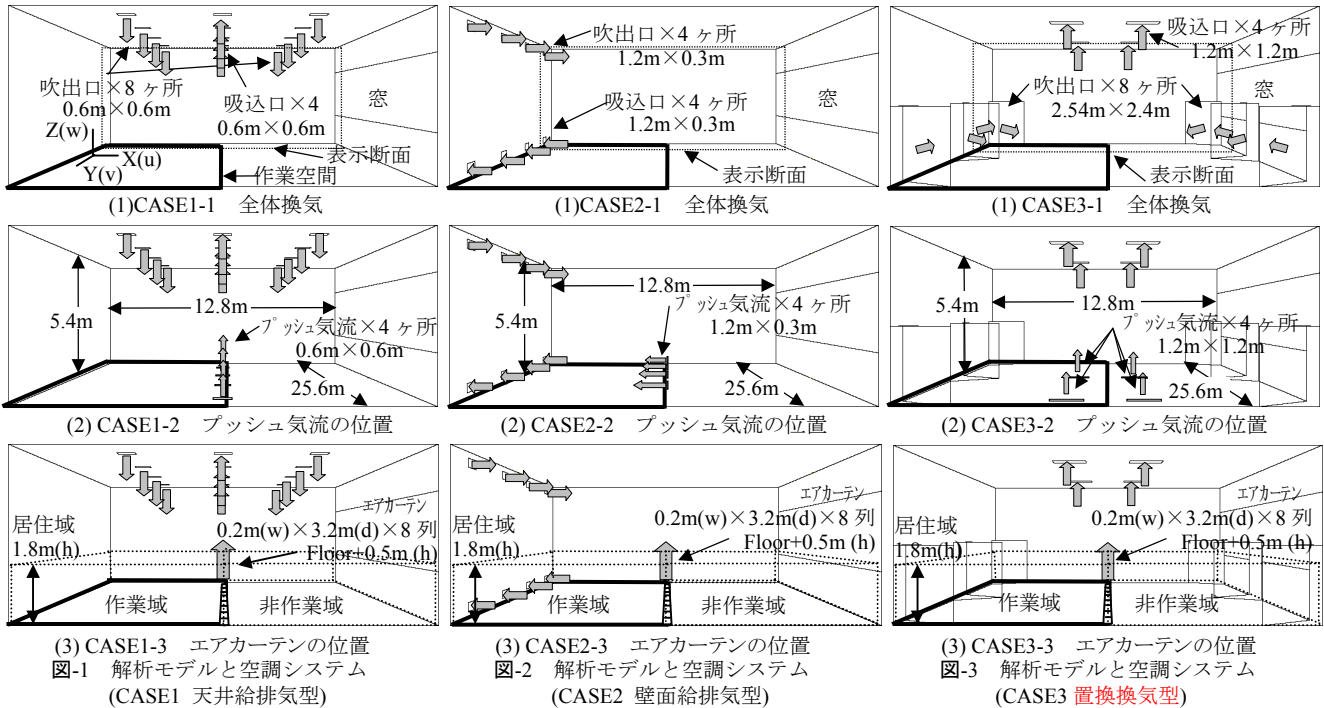 吹出口×8 ヶ所
0.6m×0.6m
吸込口×4
0.6m×0.6m
窓
Z(w)
X(u)
Y(v)
表示断面
作業空間
(1)CASE1-1 全体換気
吹出口×4 ヶ所
1.2m×0.3m
吸込口×4 ヶ所
1.2m×0.3m
窓
表示断面
(1)CASE2-1 全体換気
吸込口×4 ヶ所
1.2m×1.2m
吹出口×8 ヶ所
2.54m×2.4m
窓
表示断面
(1) CASE3-1 全体換気
12.8m
5.4m
プッシュ気流×4 ヶ所
0.6m×0.6m
25.6m
(2) CASE1-2 プッシュ気流の位置
12.8m
5.4m
プッシュ気流×4 ヶ所
1.2m×0.3m
25.6m
(2) CASE2-2 プッシュ気流の位置
12.8m
5.4m
プッシュ気流×4 ヶ所
1.2m×1.2m
25.6m
(2) CASE3-2 プッシュ気流の位置
エアカーテン
0.2m(w)×3.2m(d)×8 列
Floor+0.5m (h)
居住域
1.8m(h)
作業域
非作業域
(3) CASE1-3 エアカーテンの位置
図-1 解析モデルと空調システム
(CASE1 天井給排気型)
エアカーテン
0.2m(w)×3.2m(d)×8 列
Floor+0.5m (h)
居住域
1.8m(h)
作業域
非作業域
(3) CASE2-3 エアカーテンの位置
図-2 解析モデルと空調システム
(CASE2 壁面給排気型)
エアカーテン
0.2m(w)×3.2m(d)×8 列
Floor+0.5m (h)
居住域
1.8m(h)
作業域
非作業域
(3) CASE3-3 エアカーテンの位置
図-3 解析モデルと空調システム
(CASE3 置換換気型)